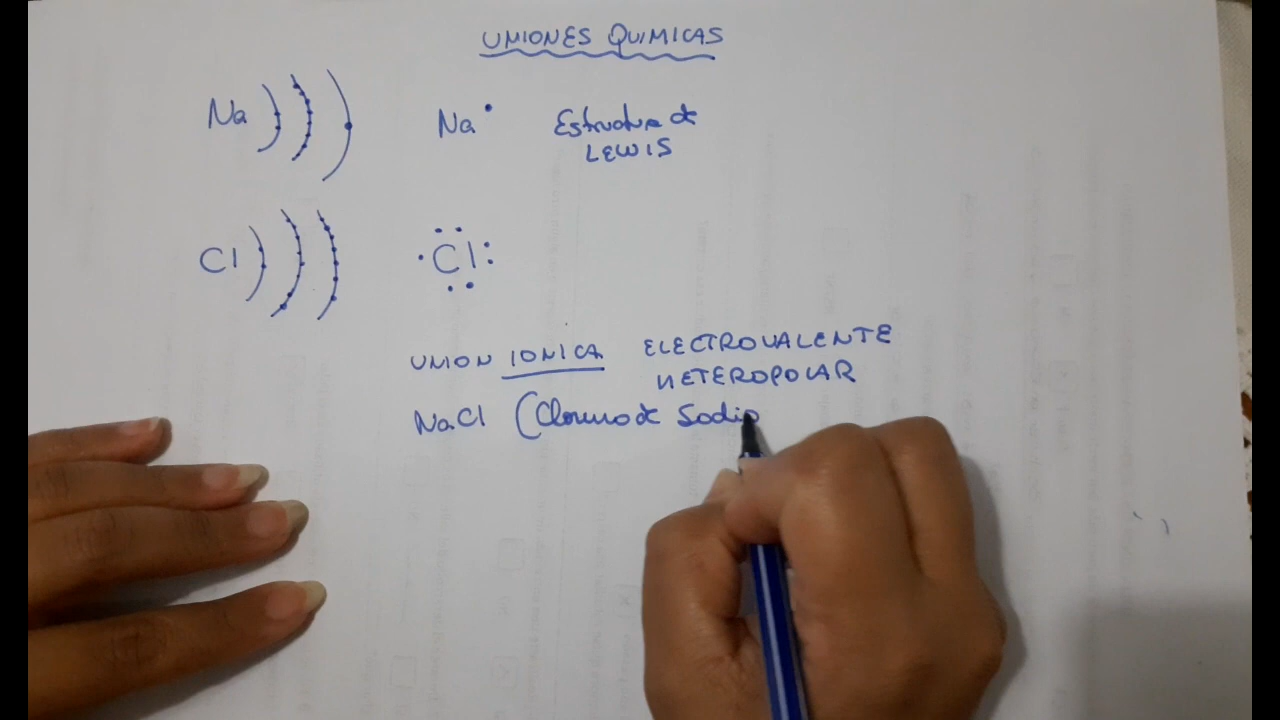 UNIONES QUIMICAS
Na Na Estructura de
LEWIS
Cl Cl
UNION IONICA ELECTROVALENTE
HETEROPOLAR
NaCl (Cloruro de Sodio